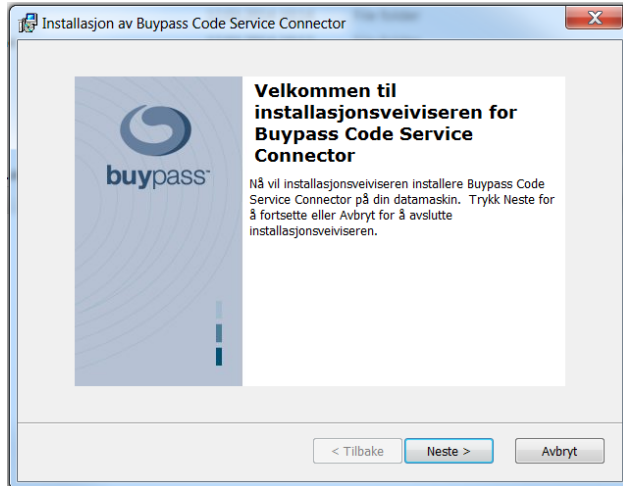 Installasjon av Buypass Code Service Connector
buypass
Velkommen til
installasjonsveiviseren for
Buypass Code Service
Connector
Nå vil installasjonsveiviseren installere Buypass Code
Service Connector på din datamaskin. Trykk Neste for
å fortsette eller Avbryt for å avslutte
installasjonsveiviseren.
< Tilbake
Neste >
Avbryt